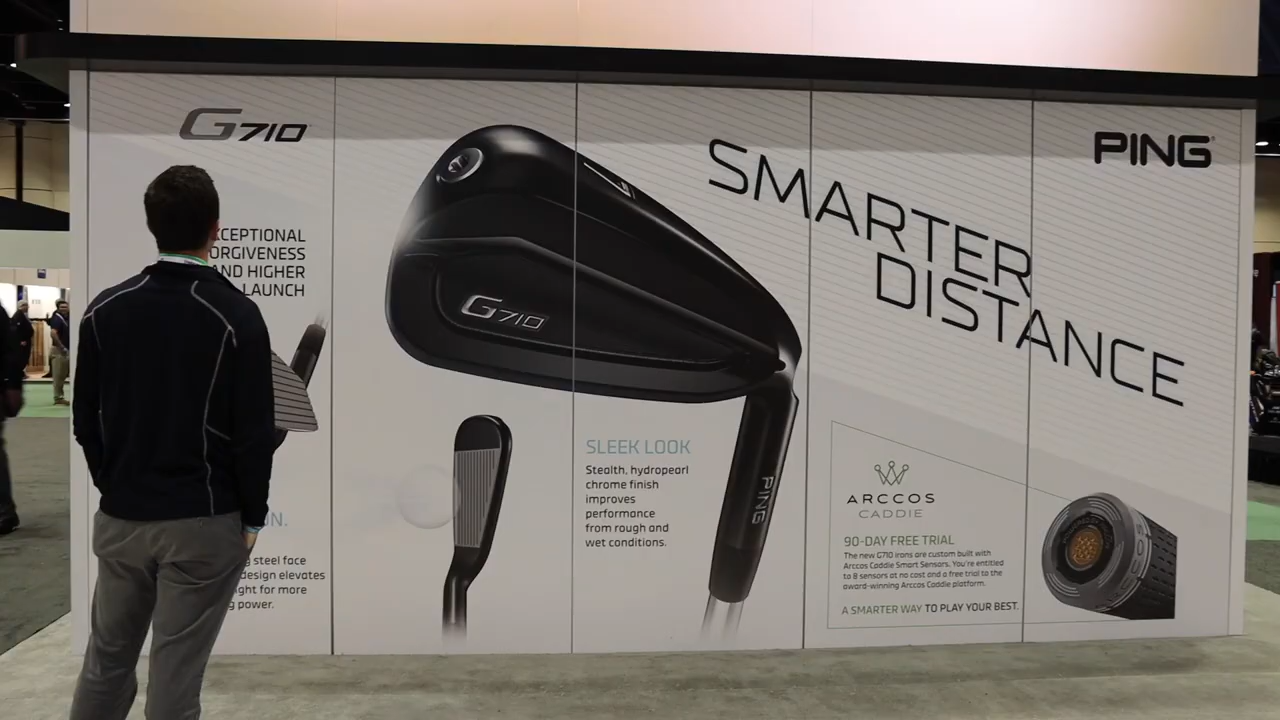 G710
PING
XCEPTIONAL
ORGIVENESS
AND HIGHER
LAUNCH
SMARTER
DISTANCE
G710
PING
SLEEK LOOK
Stealth, hydropearl
chrome finish
improves
performance
from rough and
wet conditions.
ARCCOS
CADDIE
90-DAY FREE TRIAL
The new G710 irons are custom built with
Arccos Caddie Smart Sensors. You're entitled
to 8 sensors at no cost and a free trial to the
award-winning Arccos Caddie platform.
A SMARTER WAY TO PLAY YOUR BEST.
ON.
g steel face
design elevates
ght for more
g power.